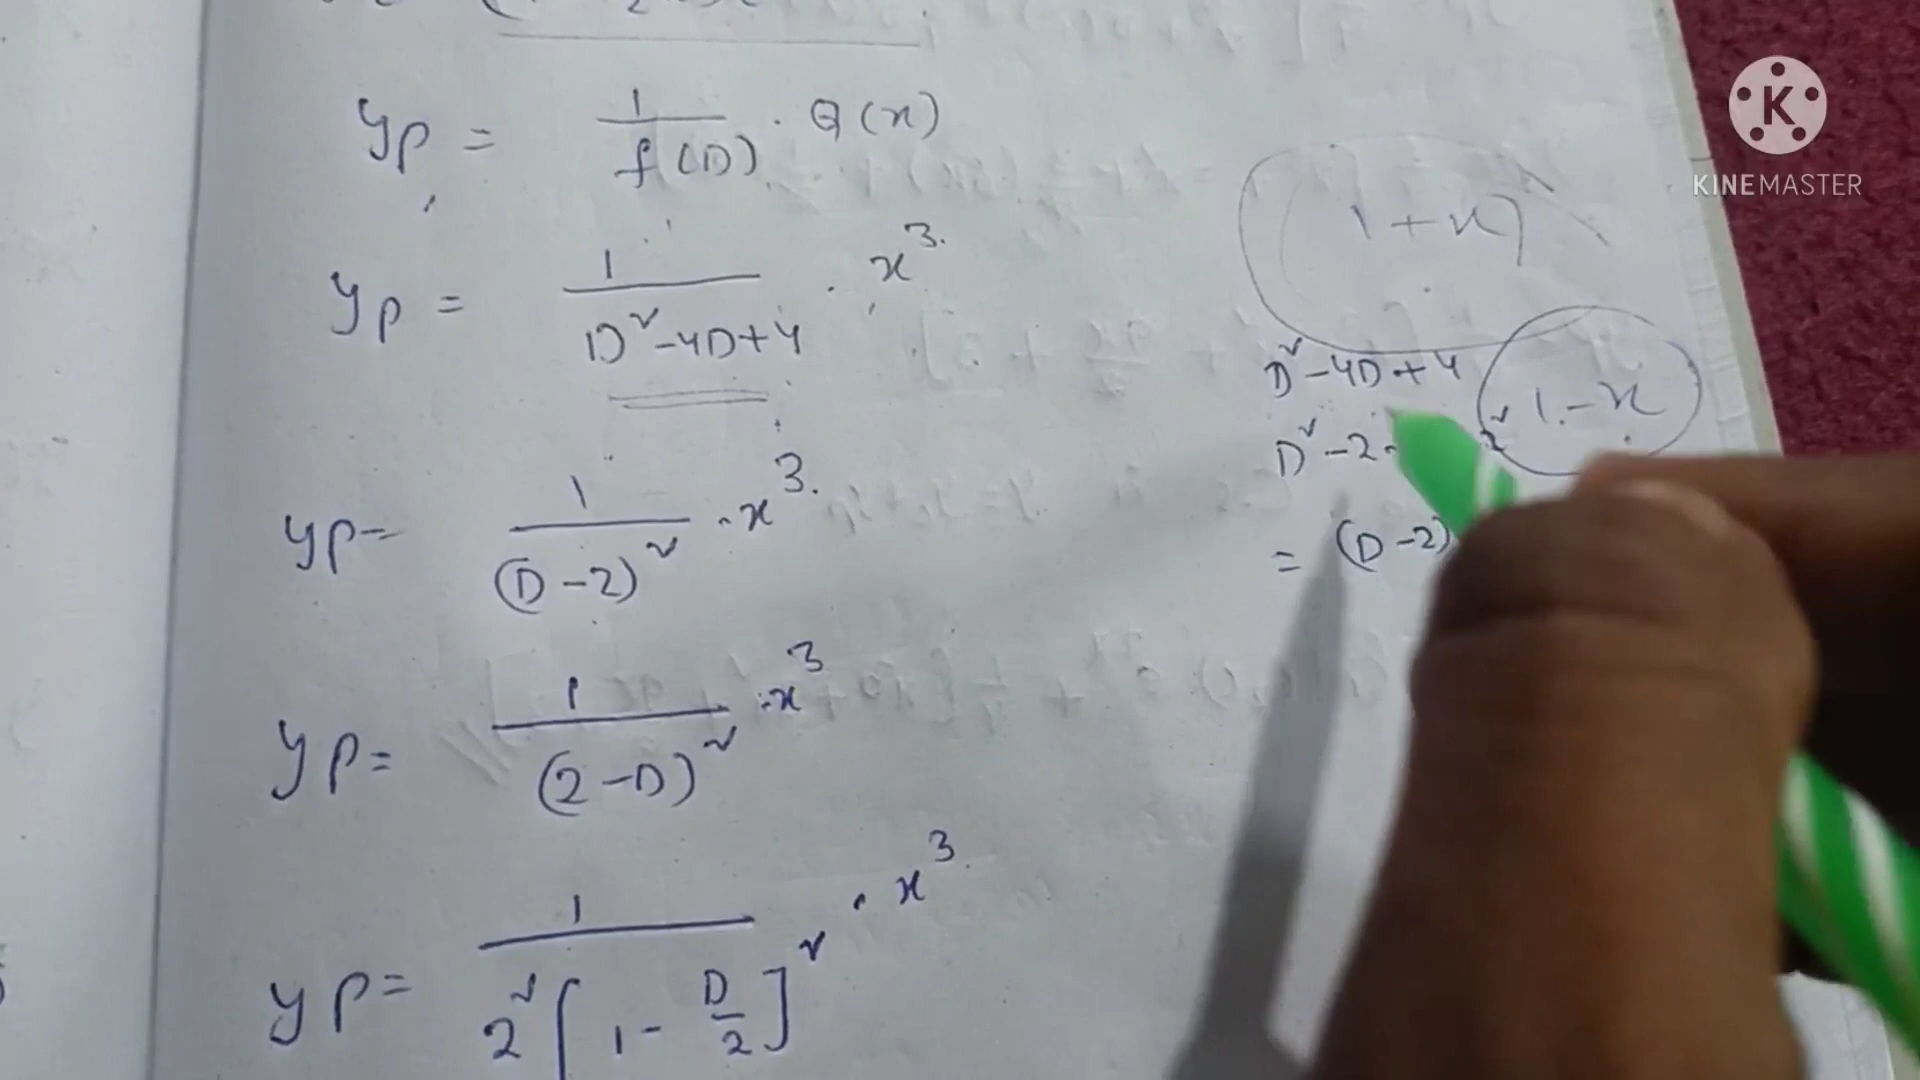 yp = 1/f(D) · Q(x)
yp = 1/(D²-4D+4) · x³.
yp = 1/(D-2)² · x³.
yp = 1/(2-D)² · x³
yp = 1/2²[1 - D/2]² · x³.
1+x
D²-4D+4
1-x
D²-2
2²
= (D-2)
K
KINEMASTER